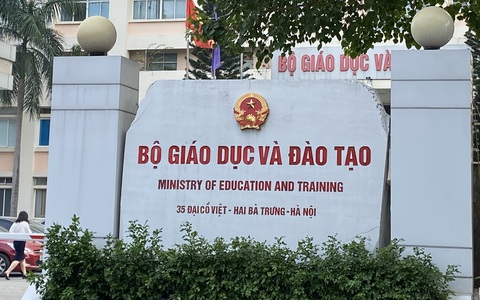 BỘ GIÁO DỤC VÀ
BỘ GIÁO DỤC VÀ ĐÀO TẠO
MINISTRY OF EDUCATION AND TRAINING
35 ĐẠI CỒ VIỆT - HAI BÀ TRƯNG - HÀ NỘI